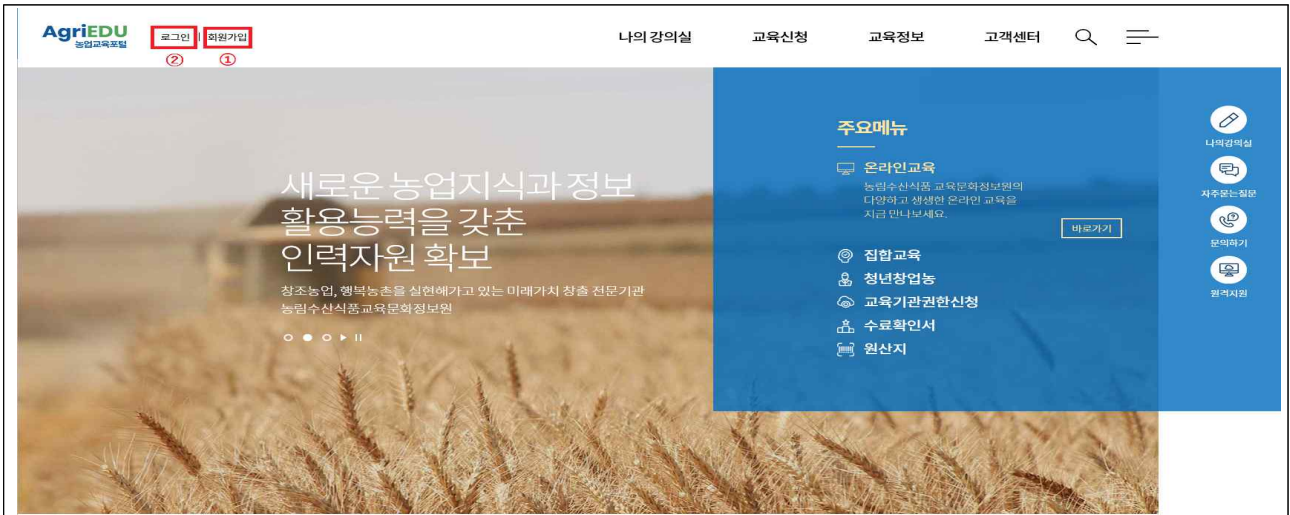 AgriEDU
농업교육포털
로그인 | 회원가입
② ①
나의 강의실 교육신청 교육정보 고객센터
새로운 농업지식과 정보
활용능력을 갖춘
인력자원 확보
창조농업, 행복농촌을 실현해가고 있는 미래가치 창출 전문기관
농림수산식품교육문화정보원
주요메뉴
온라인교육
농림수산식품 교육문화정보원의
다양하고 생생한 온라인 교육을
지금 만나보세요.
바로가기
집합교육
청년창업농
교육기관권한신청
수료확인서
원산지
나의강의실
자주묻는질문
문의하기
원격지원